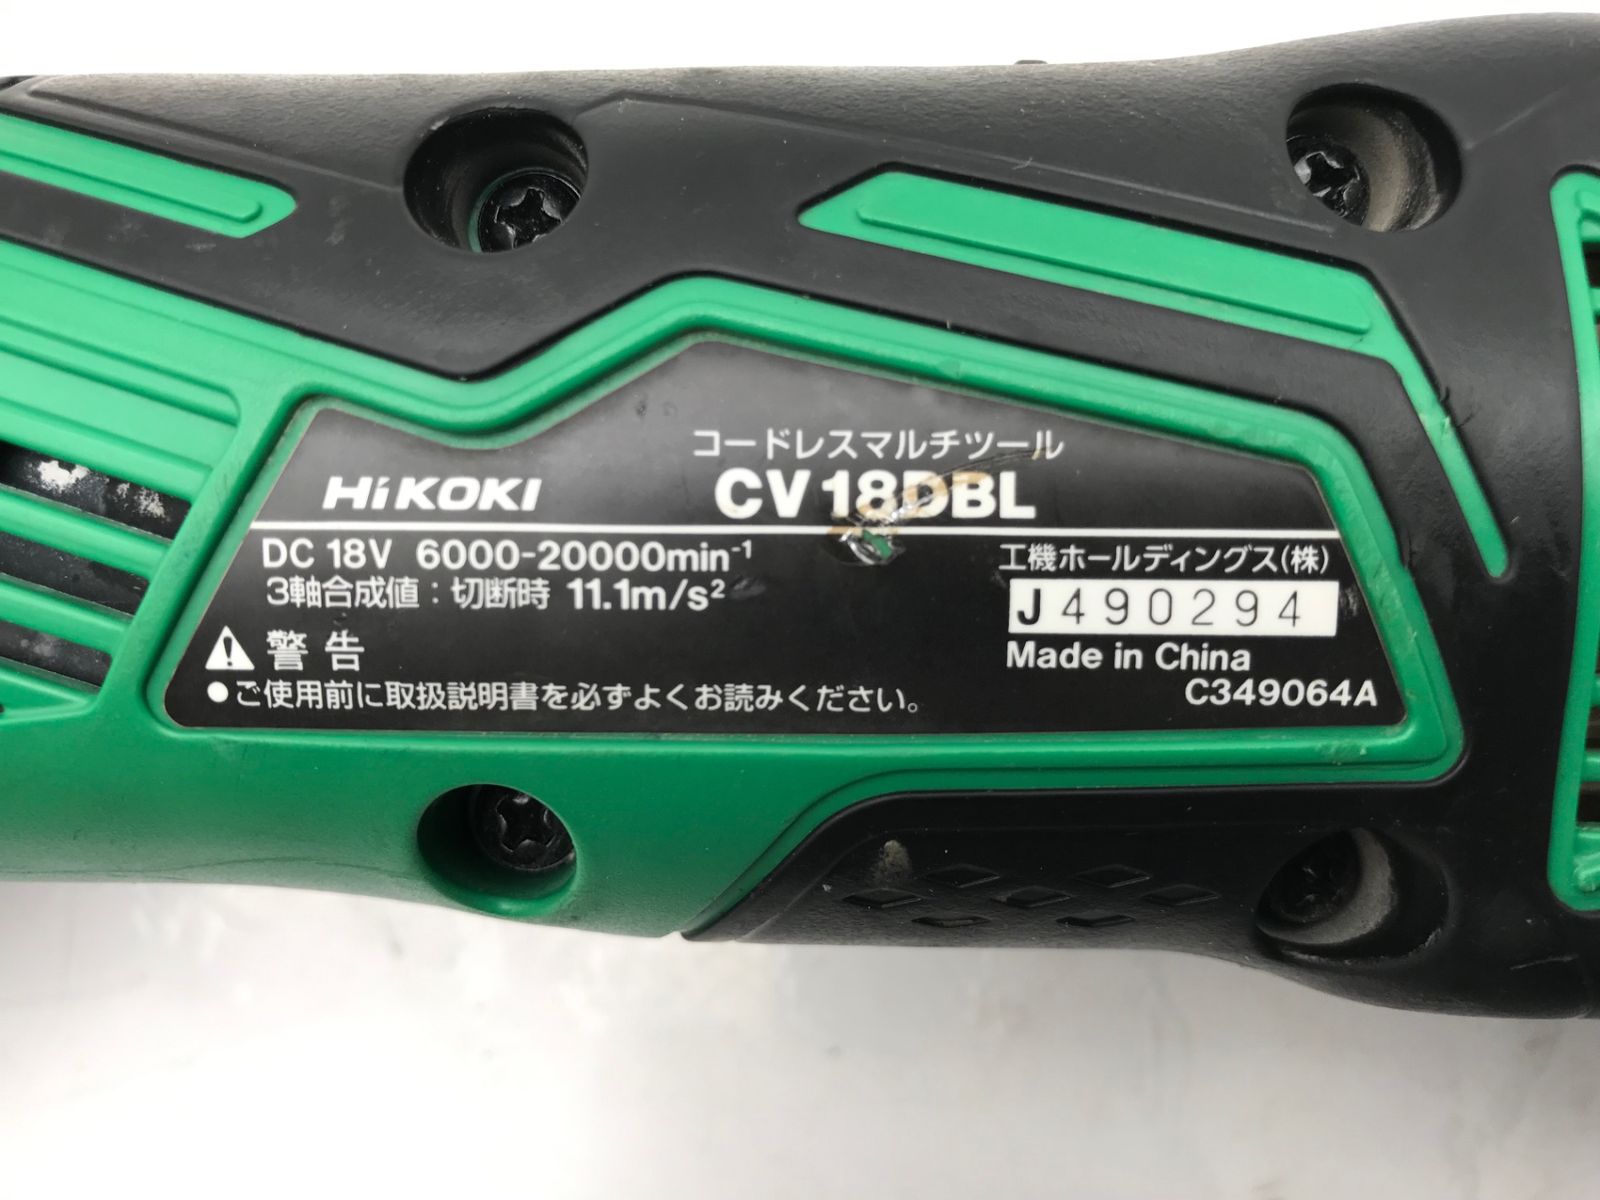 コードレスマルチツール
HiKOKI CV18DBL
DC 18V 6000-20000min⁻¹
3軸合成値：切断時 11.1m/s²
⚠警告
●ご使用前に取扱説明書を必ずよくお読みください。
工機ホールディングス(株)
J490294
Made in China
C349064A